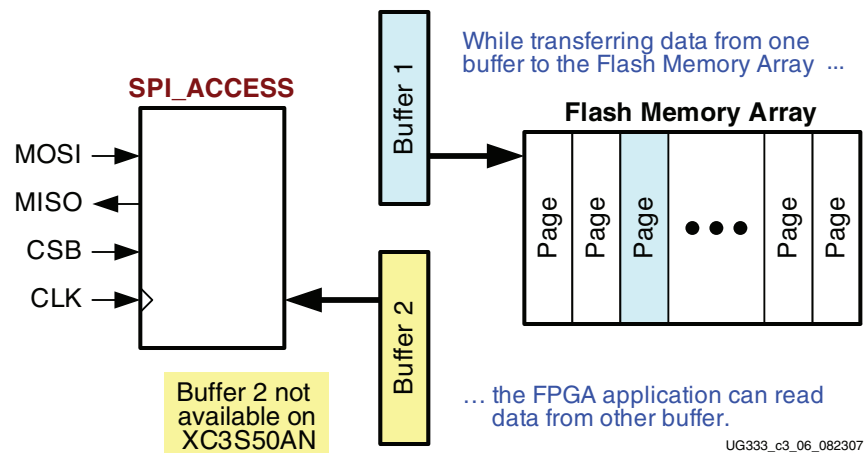 While transferring data from one
buffer to the Flash Memory Array ...
SPI_ACCESS
Flash Memory Array
MOSI
MISO
CSB
CLK
Buffer 1
Page
Page
Page
Page
Page
Buffer 2
Buffer 2 not
available on
XC3S50AN
... the FPGA application can read
data from other buffer.
UG333_c3_06_082307